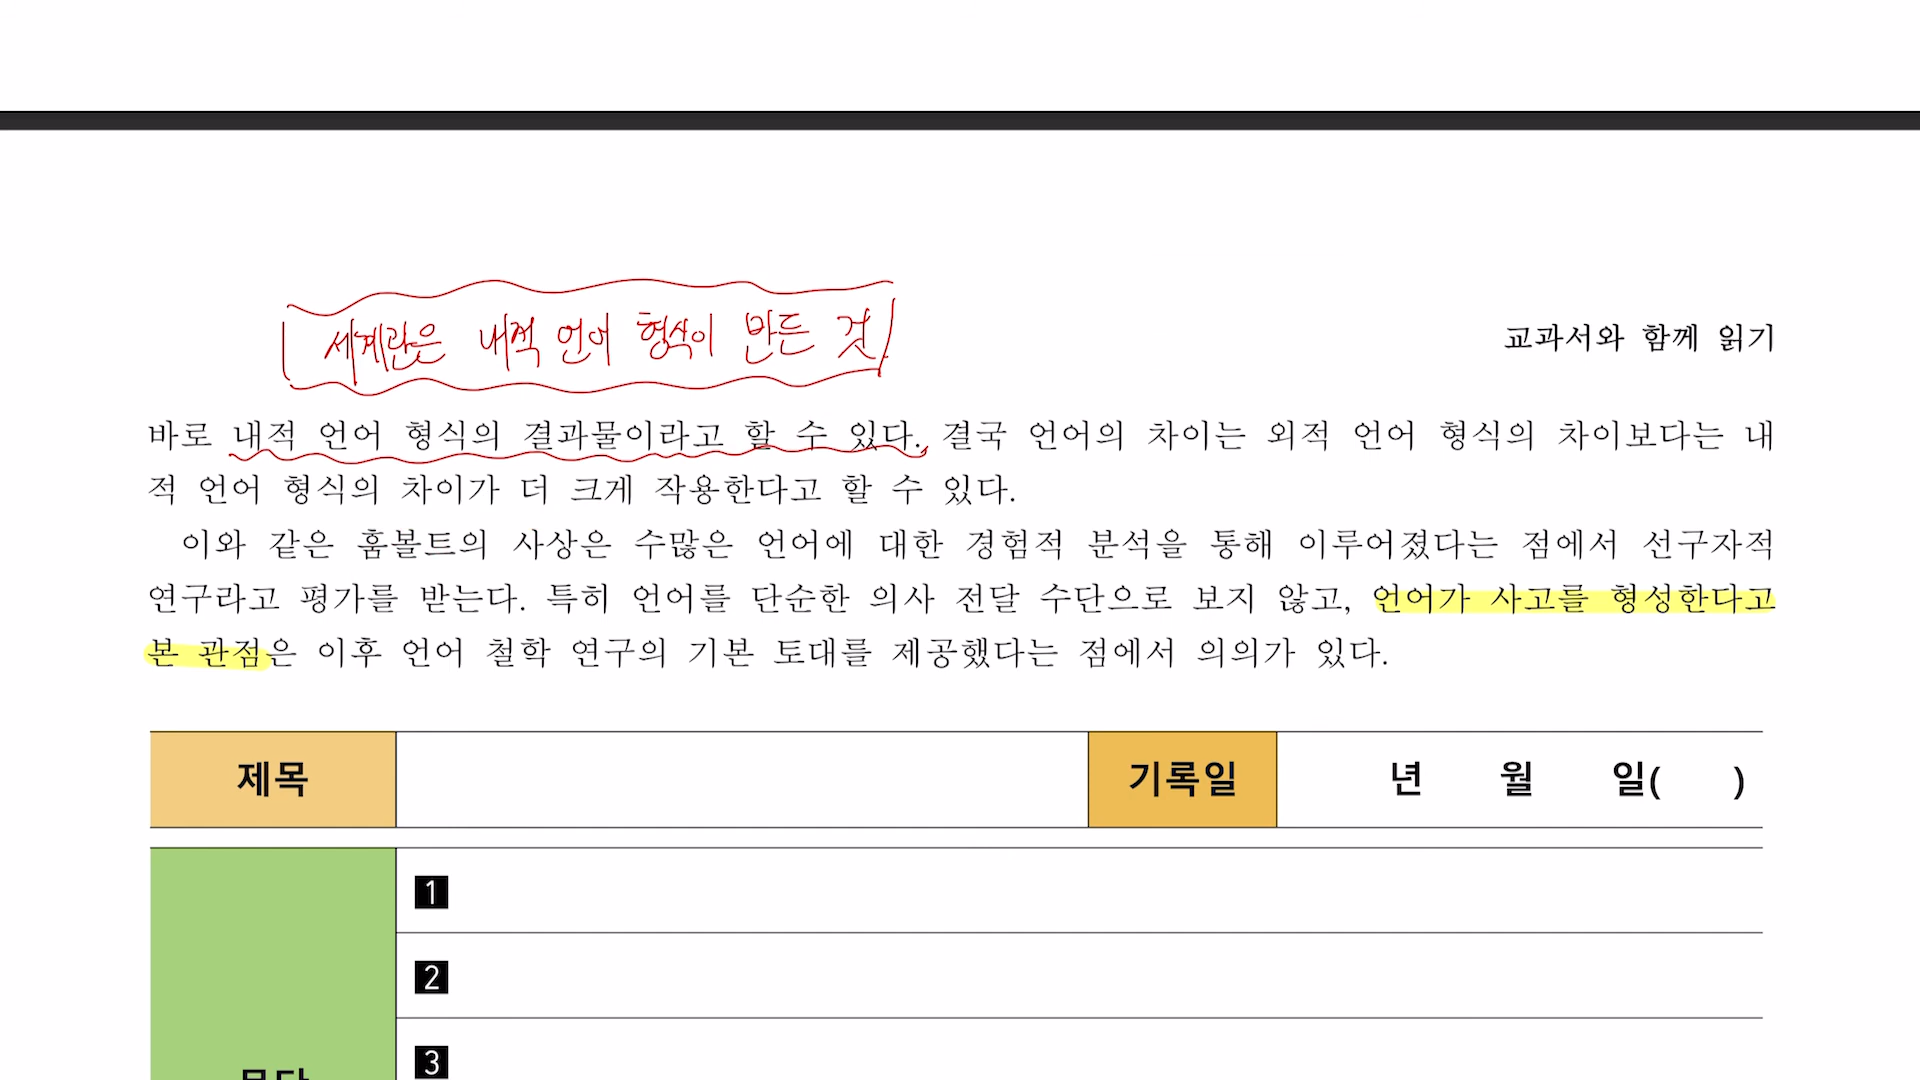 세계관은 내적 언어 형식이 만든 것.
교과서와 함께 읽기
바로 내적 언어 형식의 결과물이라고 할 수 있다. 결국 언어의 차이는 외적 언어 형식의 차이보다는 내
적 언어 형식의 차이가 더 크게 작용한다고 할 수 있다.
이와 같은 훔볼트의 사상은 수많은 언어에 대한 경험적 분석을 통해 이루어졌다는 점에서 선구자적
연구라고 평가를 받는다. 특히 언어를 단순한 의사 전달 수단으로 보지 않고, 언어가 사고를 형성한다고
본 관점은 이후 언어 철학 연구의 기본 토대를 제공했다는 점에서 의의가 있다.
제목 기록일 년 월 일( )
1
2
3